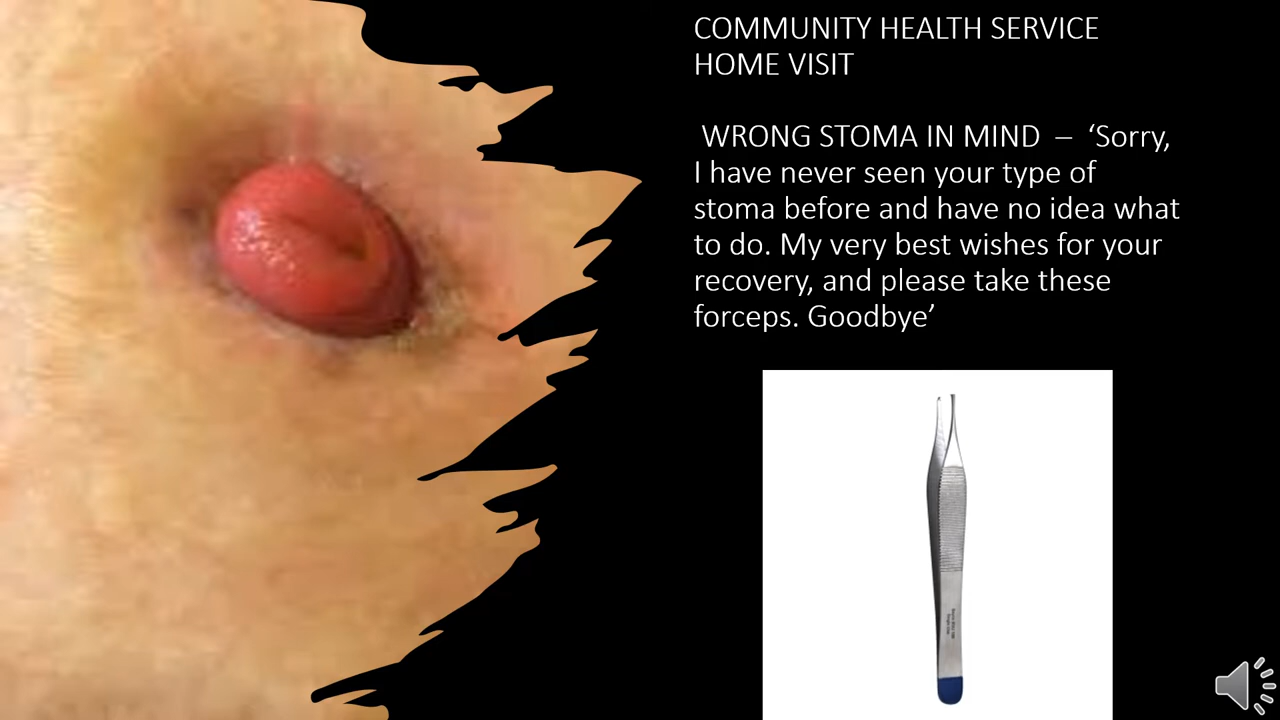 COMMUNITY HEALTH SERVICE
HOME VISIT
WRONG STOMA IN MIND – ‘Sorry,
I have never seen your type of
stoma before and have no idea what
to do. My very best wishes for your
recovery, and please take these
forceps. Goodbye’